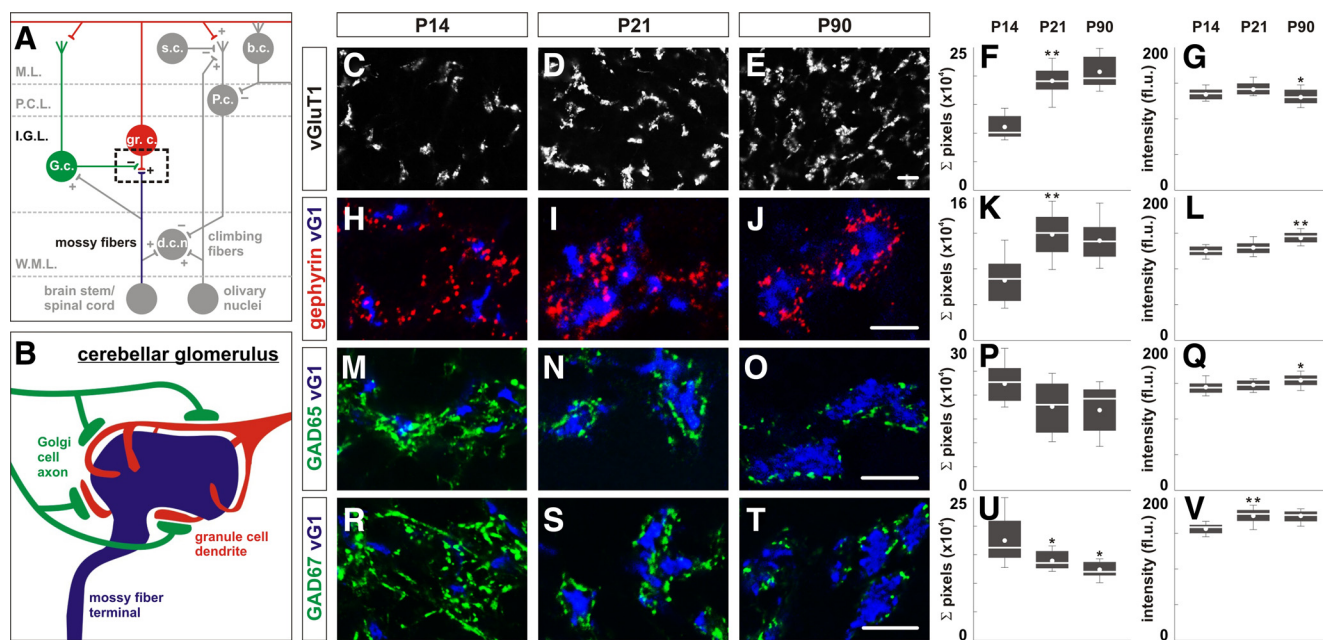 A
s.c.
b.c.
+
−
+
−
M.L.
P.C.L.
P.c.
−
I.G.L.
gr. c.
−
G.c.
+
+
mossy fibers
−
+
d.c.n
+
climbing
fibers
W.M.L.
brain stem/
spinal cord
olivary
nuclei
B
cerebellar glomerulus
Golgi
cell
axon
granule cell
dendrite
mossy fiber
terminal
P14
P21
P90
vGluT1
C
D
E
gephyrin vG1
H
I
J
GAD65 vG1
M
N
O
GAD67 vG1
R
S
T
P14
P21
P90
F
25
0
Σ pixels (x10⁴)
**
P14
P21
P90
G
200
0
intensity (fl.u.)
*
K
16
0
Σ pixels (x10⁴)
**
L
200
0
intensity (fl.u.)
**
P
30
0
Σ pixels (x10⁴)
Q
200
0
intensity (fl.u.)
*
U
25
0
Σ pixels (x10⁴)
*
*
V
200
0
intensity (fl.u.)
**